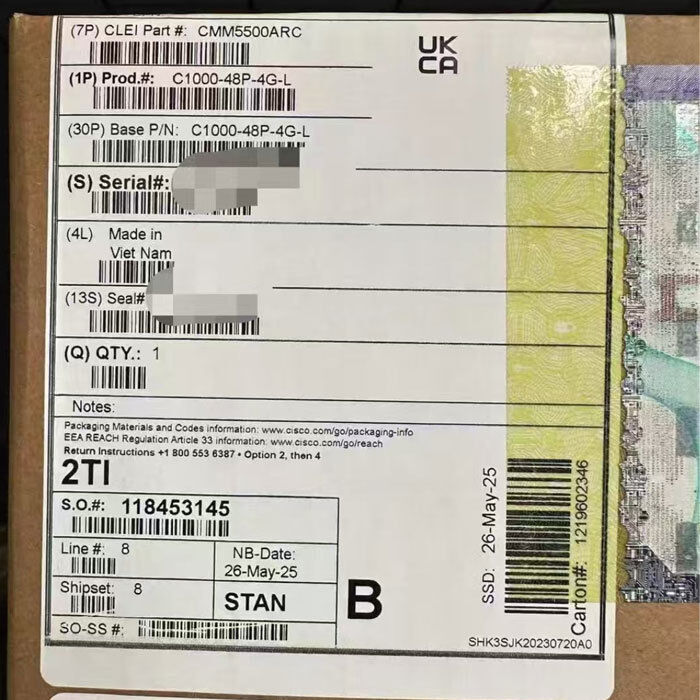 (7P) CLEI Part #: CMM5500ARC
UK
CA
(1P) Prod.#: C1000-48P-4G-L
(30P) Base P/N: C1000-48P-4G-L
(S) Serial#:
(4L) Made in
Viet Nam
(13S) Seal#
(Q) QTY.: 1
Notes:
Packaging Materials and Codes information: www.cisco.com/go/packaging-info
EEA REACH Regulation Article 33 information: www.cisco.com/go/reach
Return Instructions +1 800 553 6387 • Option 2, then 4
2TI
S.O.#: 118453145
Line #: 8
NB-Date:
26-May-25
Shipset: 8
STAN
SO-SS #:
B
SSD: 26-May-25
Carton#: 1219602346
SHK3SJK20230720A0